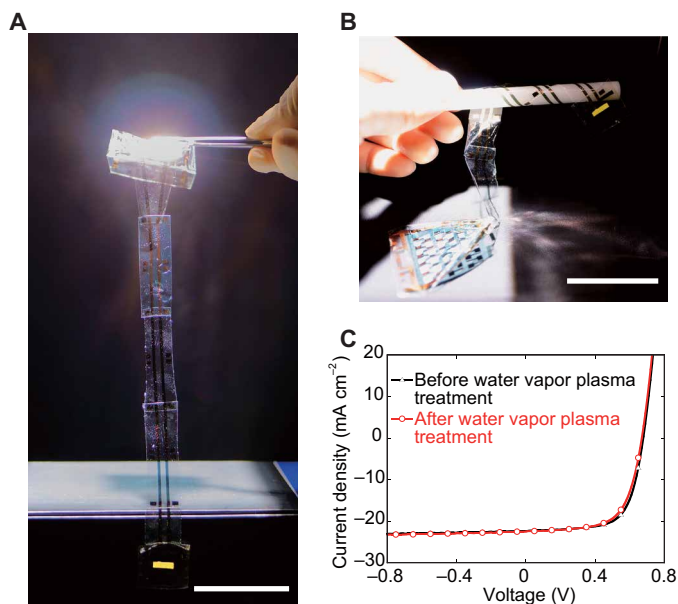 A
B
C
Current density (mA cm⁻²)
20
10
0
–10
–20
–30
Before water vapor plasma
treatment
After water vapor plasma
treatment
–0.8
–0.4
0
0.4
0.8
Voltage (V)